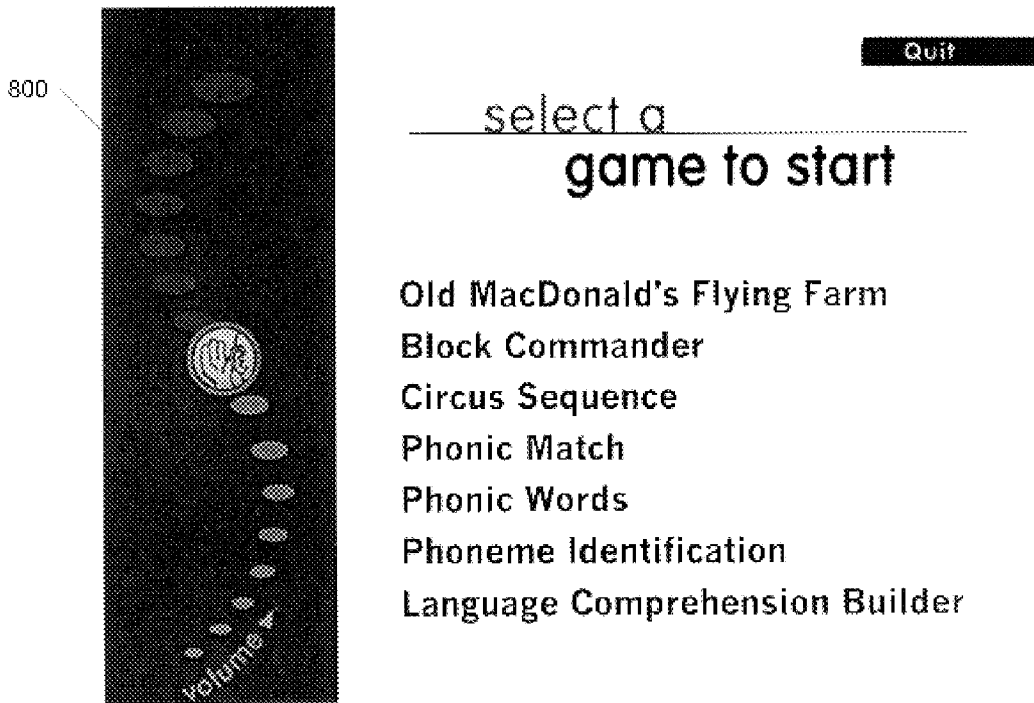 Quit
800
select a
game to start
Old MacDonald's Flying Farm
Block Commander
Circus Sequence
Phonic Match
Phonic Words
Phoneme Identification
Language Comprehension Builder
volume